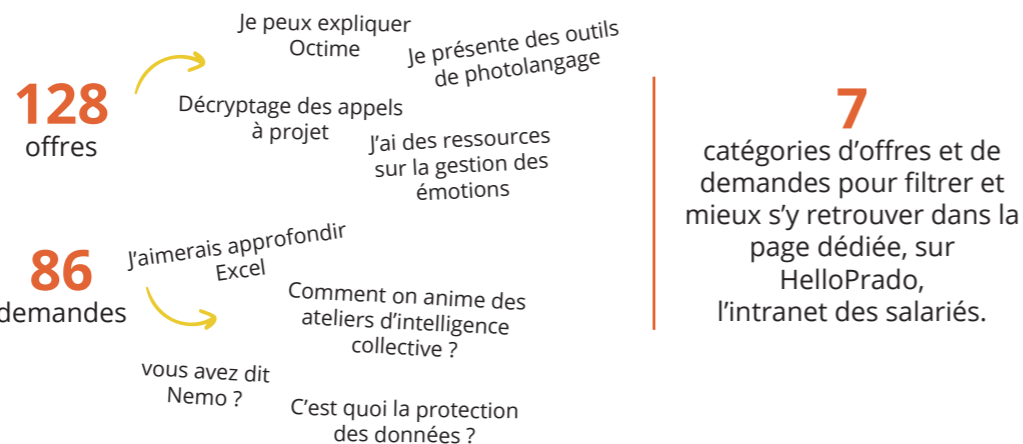 128
offres
Je peux expliquer
Octime
Je présente des outils
de photolangage
Décryptage des appels
à projet
J'ai des ressources
sur la gestion des
émotions
86
demandes
J'aimerais approfondir
Excel
Comment on anime des
ateliers d'intelligence
collective ?
vous avez dit
Nemo ?
C'est quoi la protection
des données ?
7
catégories d'offres et de
demandes pour filtrer et
mieux s'y retrouver dans la
page dédiée, sur
HelloPrado,
l'intranet des salariés.